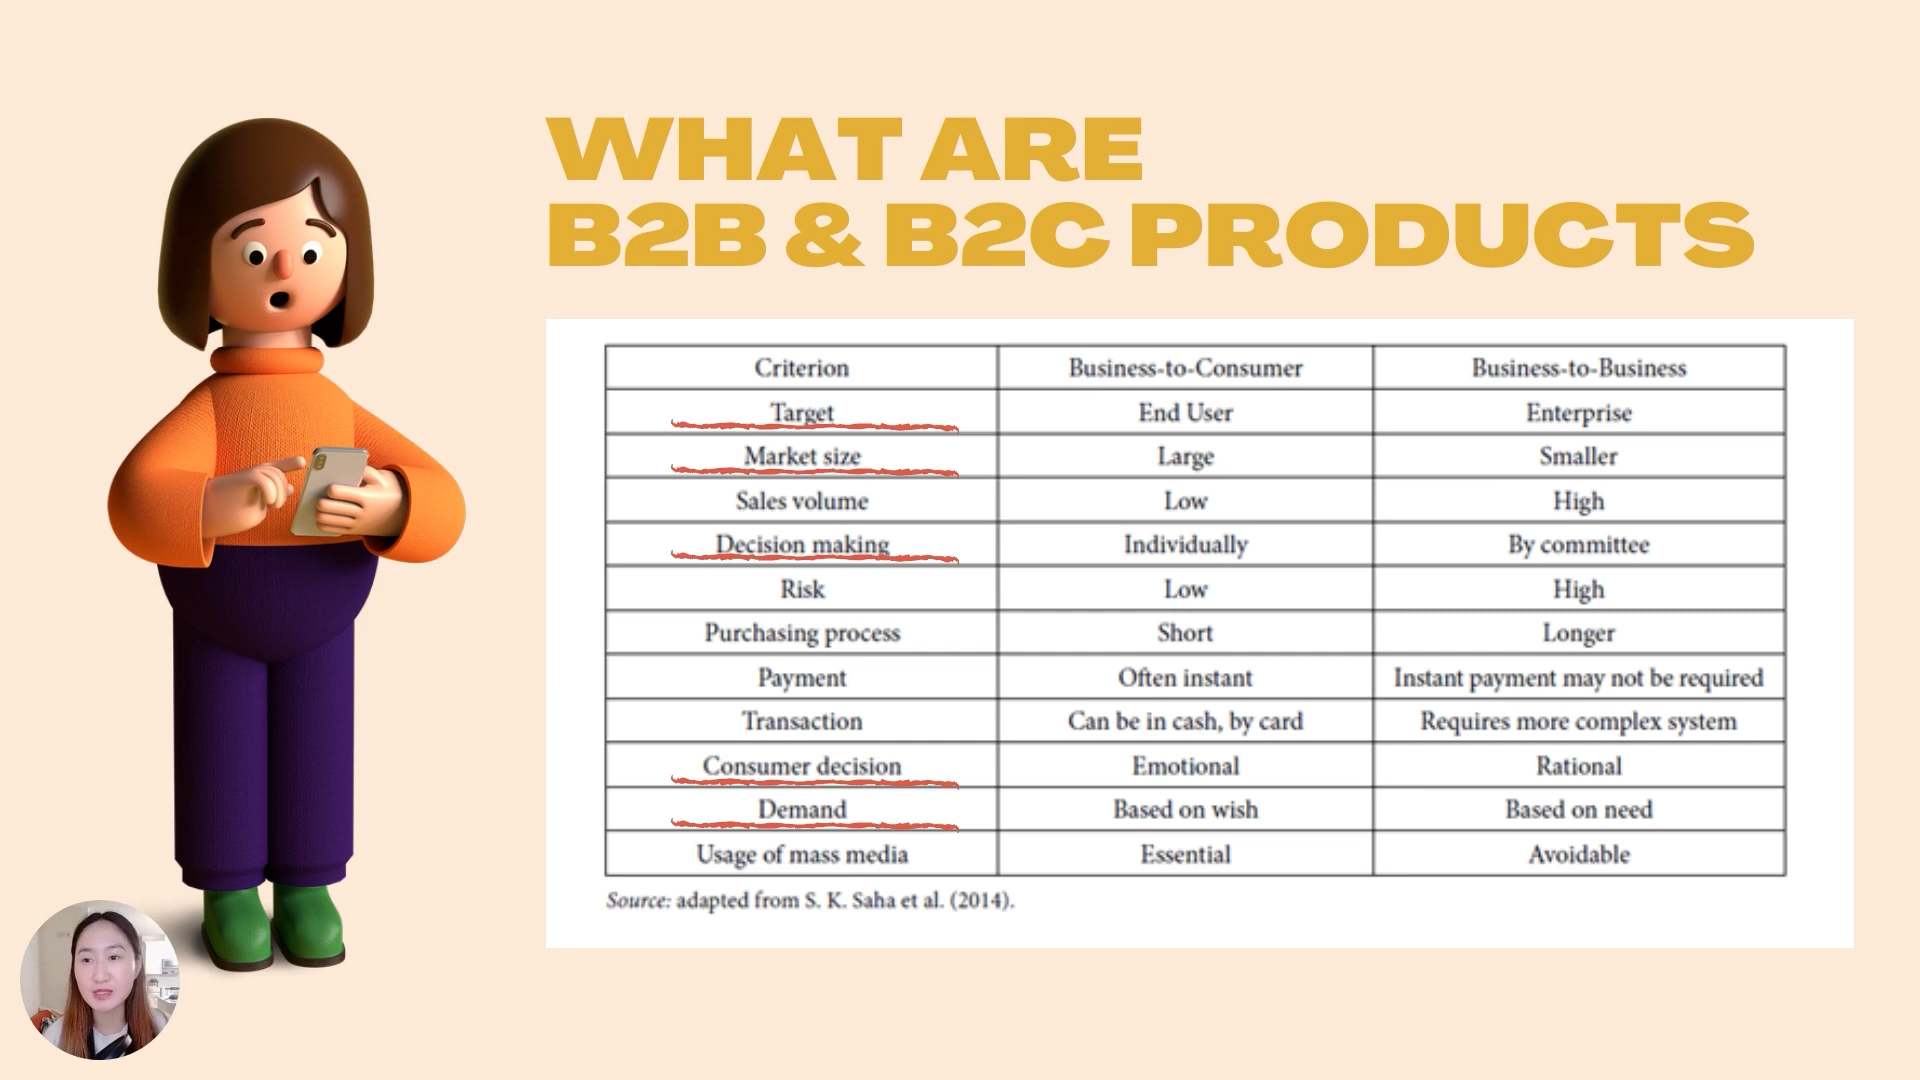 WHAT ARE
B2B & B2C PRODUCTS
Criterion Business-to-Consumer Business-to-Business
Target End User Enterprise
Market size Large Smaller
Sales volume Low High
Decision making Individually By committee
Risk Low High
Purchasing process Short Longer
Payment Often instant Instant payment may not be required
Transaction Can be in cash, by card Requires more complex system
Consumer decision Emotional Rational
Demand Based on wish Based on need
Usage of mass media Essential Avoidable
Source: adapted from S. K. Saha et al. (2014).